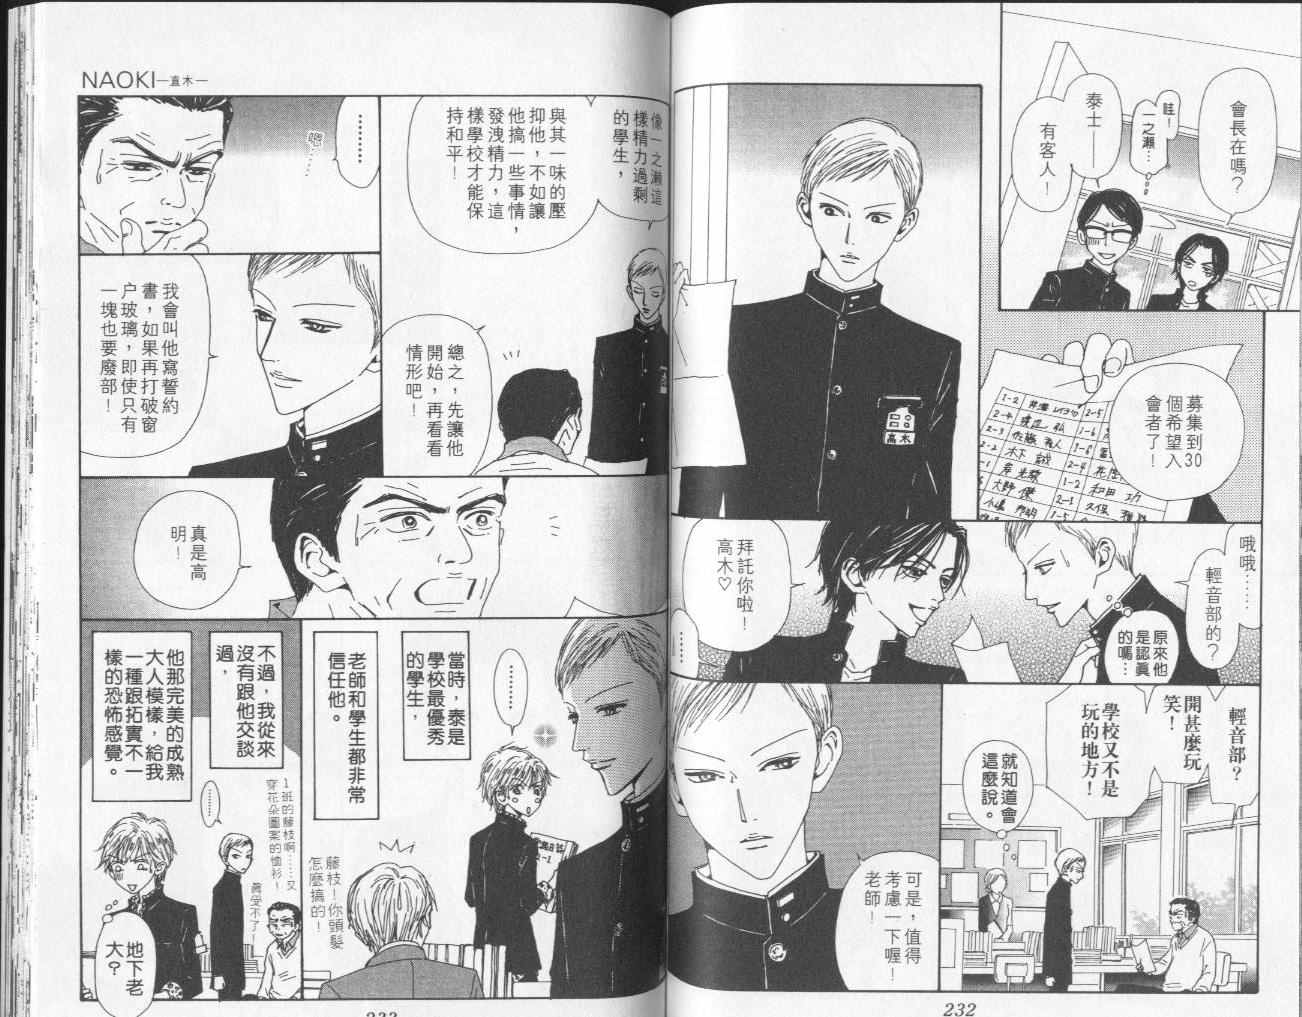 會長在嗎？
哇！
一之瀨…
泰士——
有客人！
募集到30
個希望入
會者了！
高木
哦哦……
輕音部的？
原來他
是認真
的嗎…
拜託你啦！
高木♡
………
輕音部？
開甚麼玩
笑！
學校又不是
玩的地方！
就知道會
這麼說。
可是，值得
考慮一下喔！
老師！
232
NAOKI—直木—
像一之瀨這
樣精力過剩
的學生，
與其一味的壓
抑他，不如讓
他搞一些事情，
發洩精力，這
樣學校才能保
持和平！
………
嗯……
總之，先讓他
開始，再看看
情形吧！
我會叫他寫誓約
書，如果再打破窗
户玻璃，即使只有
一塊也要廢部！
真是高
明！
當時，泰是
學校最優秀
的學生，
老師和學生都非常
信任他。
………
藤枝！你頭髮
怎麼搞的！
不過，我從來
沒有跟他交談
過，
他那完美的成熟
大人模樣，給我
一種跟拓實不一
樣的恐怖感覺。
1班的藤枝啊……又
穿花朵圖案的恤衫！
真受不了！
………
地下老
大？
233